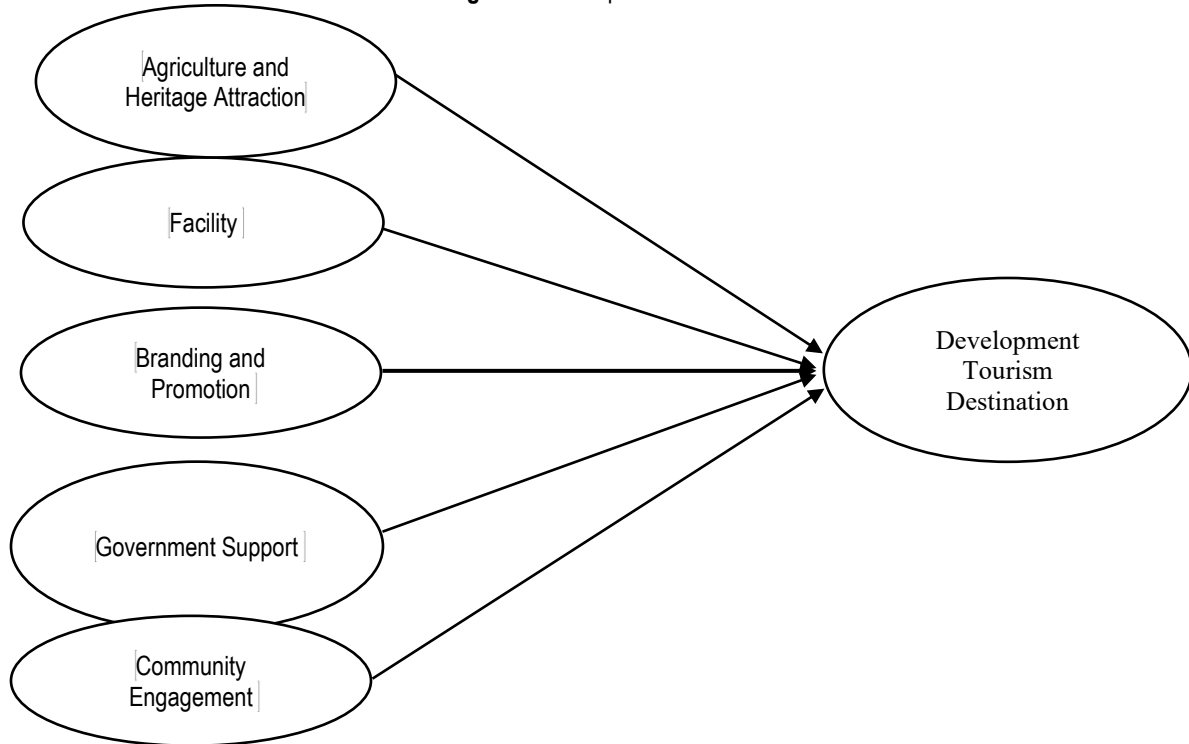 Agriculture and
Heritage Attraction
Facility
Branding and
Promotion
Government Support
Community
Engagement
Development
Tourism
Destination